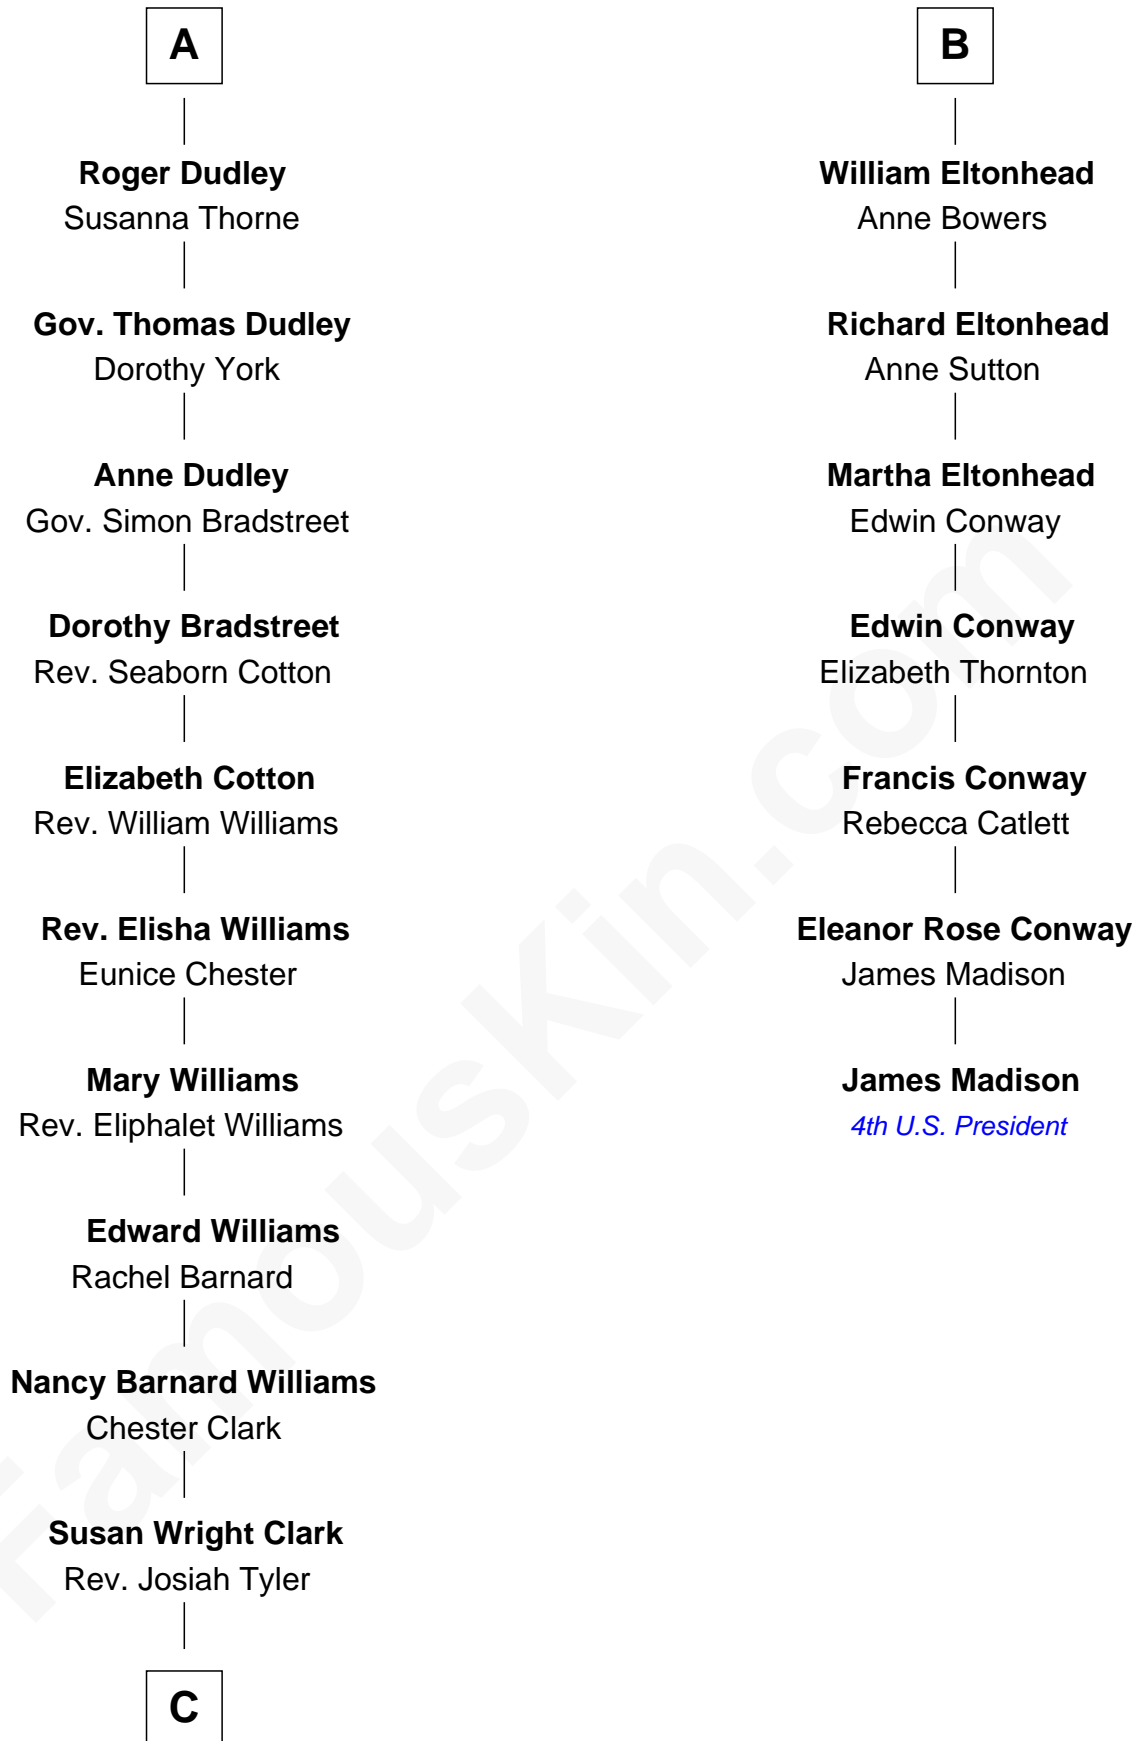 A
Roger Dudley
Susanna Thorne
Gov. Thomas Dudley
Dorothy York
Anne Dudley
Gov. Simon Bradstreet
Dorothy Bradstreet
Rev. Seaborn Cotton
Elizabeth Cotton
Rev. William Williams
Rev. Elisha Williams
Eunice Chester
Mary Williams
Rev. Eliphalet Williams
Edward Williams
Rachel Barnard
Nancy Barnard Williams
Chester Clark
Susan Wright Clark
Rev. Josiah Tyler
C
B
William Eltonhead
Anne Bowers
Richard Eltonhead
Anne Sutton
Martha Eltonhead
Edwin Conway
Edwin Conway
Elizabeth Thornton
Francis Conway
Rebecca Catlett
Eleanor Rose Conway
James Madison
James Madison
4th U.S. President
FamousKin.com